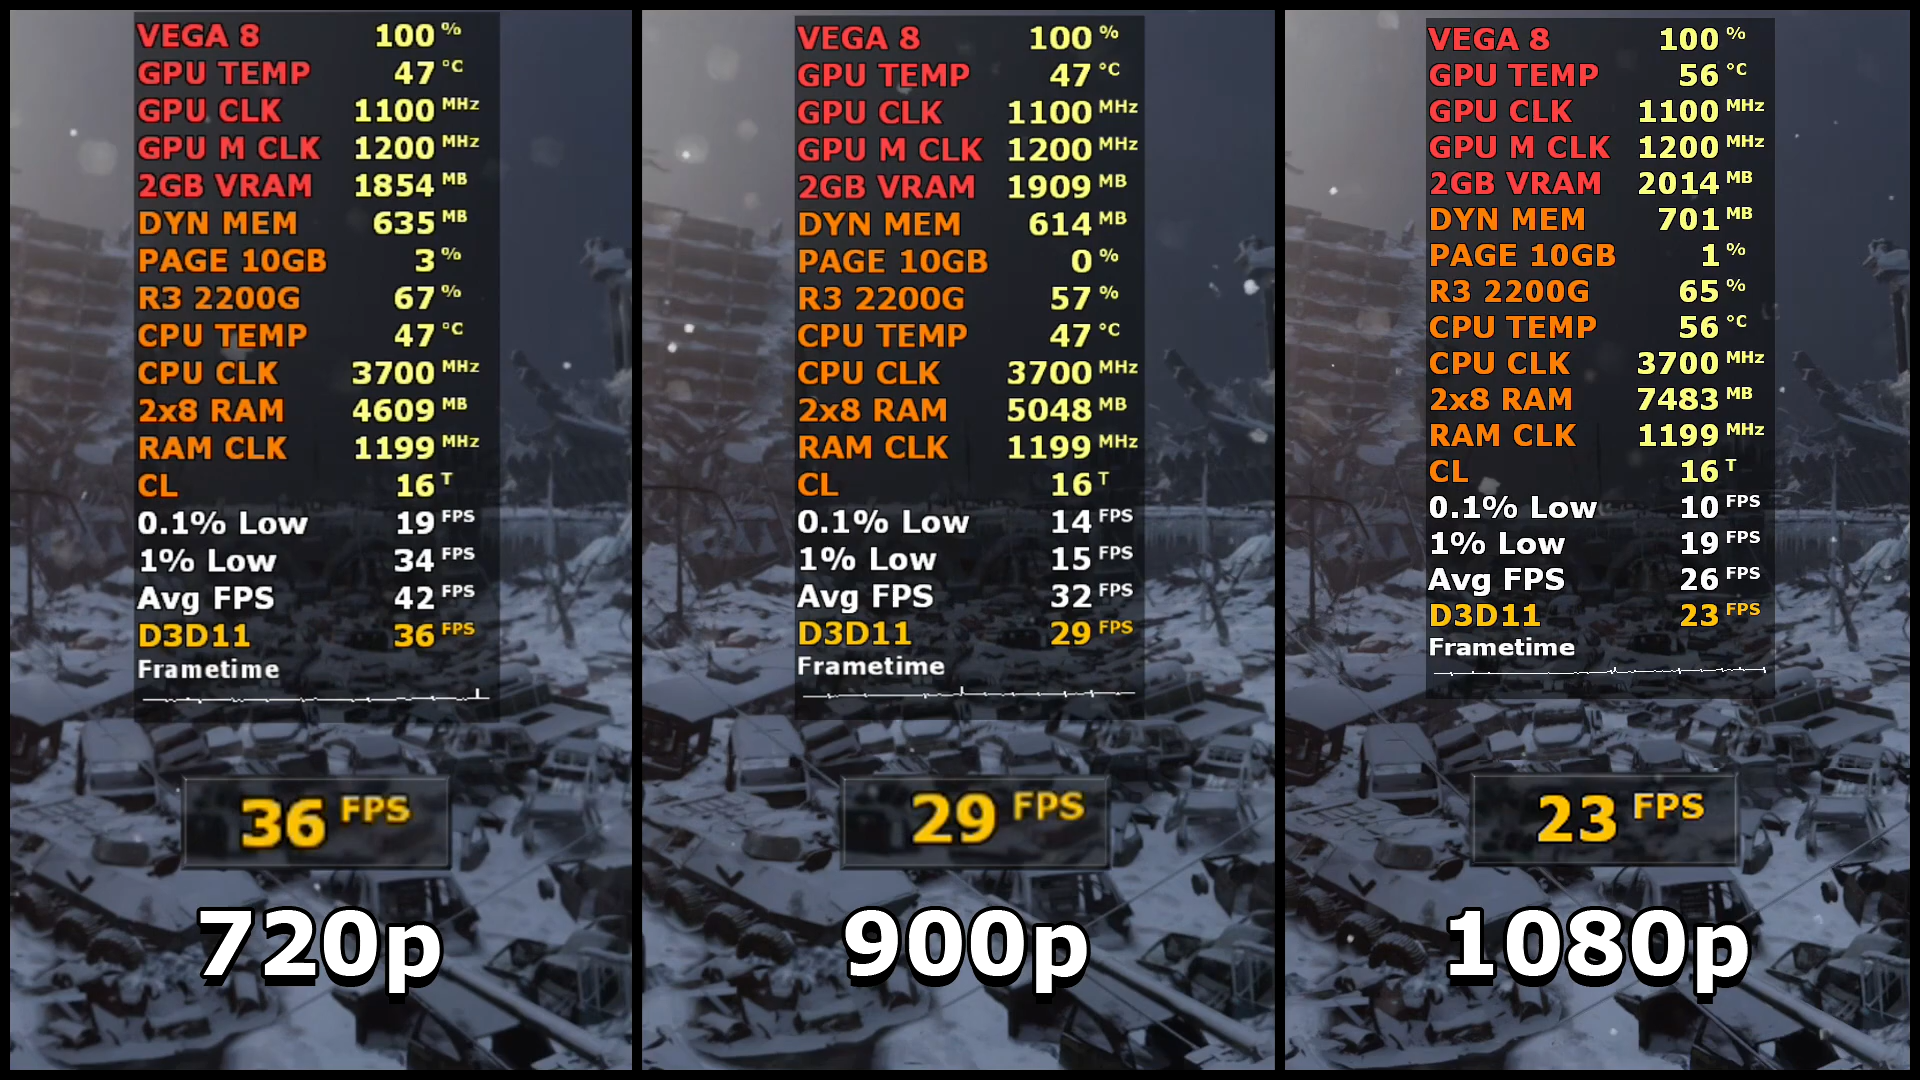 VEGA 8 100 %
GPU TEMP 47 °C
GPU CLK 1100 MHz
GPU M CLK 1200 MHz
2GB VRAM 1854 MB
DYN MEM 635 MB
PAGE 10GB 3 %
R3 2200G 67 %
CPU TEMP 47 °C
CPU CLK 3700 MHz
2x8 RAM 4609 MB
RAM CLK 1199 MHz
CL 16 T
0.1% Low 19 FPS
1% Low 34 FPS
Avg FPS 42 FPS
D3D11 36 FPS
Frametime
36 FPS
720p
VEGA 8 100 %
GPU TEMP 47 °C
GPU CLK 1100 MHz
GPU M CLK 1200 MHz
2GB VRAM 1909 MB
DYN MEM 614 MB
PAGE 10GB 0 %
R3 2200G 57 %
CPU TEMP 47 °C
CPU CLK 3700 MHz
2x8 RAM 5048 MB
RAM CLK 1199 MHz
CL 16 T
0.1% Low 14 FPS
1% Low 15 FPS
Avg FPS 32 FPS
D3D11 29 FPS
Frametime
29 FPS
900p
VEGA 8 100 %
GPU TEMP 56 °C
GPU CLK 1100 MHz
GPU M CLK 1200 MHz
2GB VRAM 2014 MB
DYN MEM 701 MB
PAGE 10GB 1 %
R3 2200G 65 %
CPU TEMP 56 °C
CPU CLK 3700 MHz
2x8 RAM 7483 MB
RAM CLK 1199 MHz
CL 16 T
0.1% Low 10 FPS
1% Low 19 FPS
Avg FPS 26 FPS
D3D11 23 FPS
Frametime
23 FPS
1080p